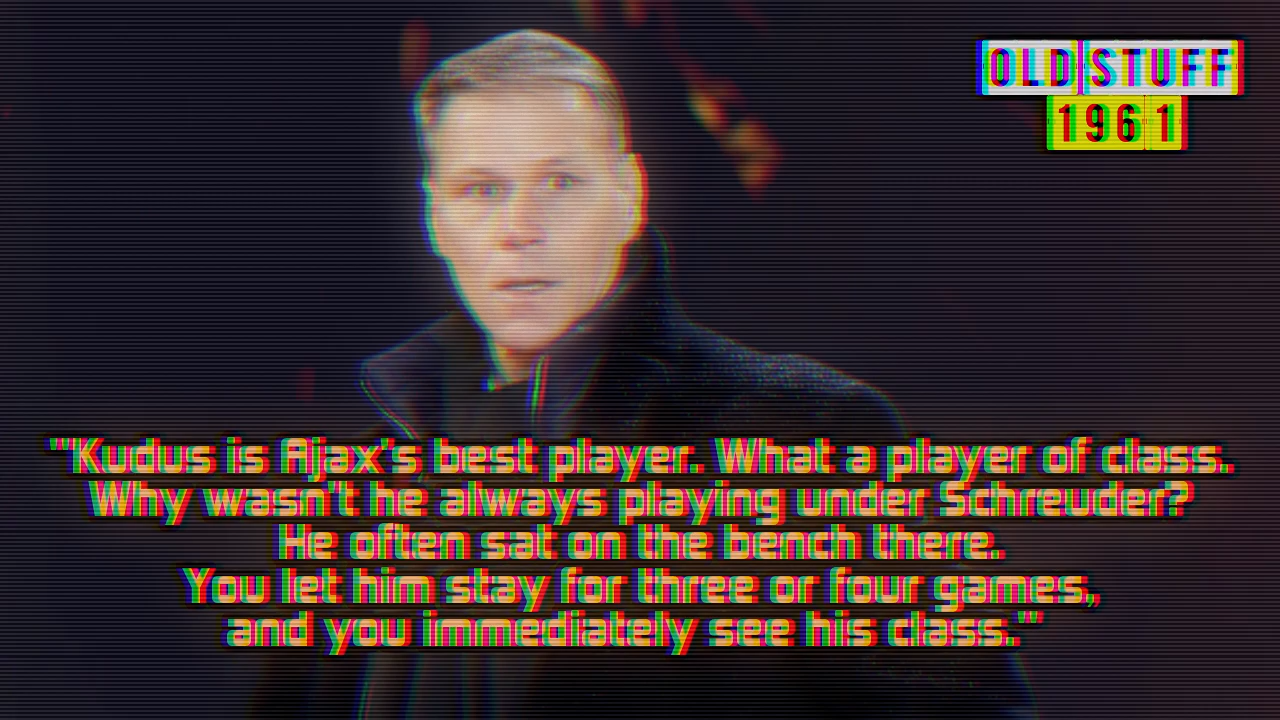 OLD STUFF
1961
"'Kudus is Ajax's best player. What a player of class.
Why wasn't he always playing under Schreuder?
He often sat on the bench there.
You let him stay for three or four games,
and you immediately see his class.'"